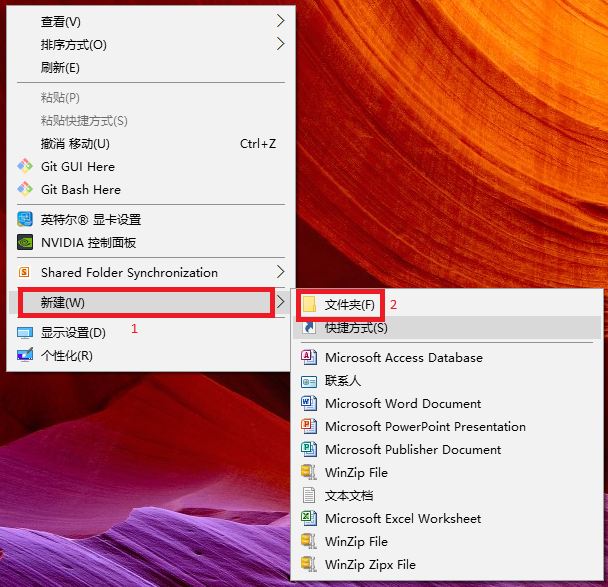 查看(V)
排序方式(O)
刷新(E)
粘贴(P)
粘贴快捷方式(S)
撤消 移动(U) Ctrl+Z
Git GUI Here
Git Bash Here
英特尔® 显卡设置
NVIDIA 控制面板
Shared Folder Synchronization
新建(W)
显示设置(D) 1
个性化(R)
文件夹(F) 2
快捷方式(S)
Microsoft Access Database
联系人
Microsoft Word Document
Microsoft PowerPoint Presentation
Microsoft Publisher Document
WinZip File
文本文档
Microsoft Excel Worksheet
WinZip File
WinZip Zipx File